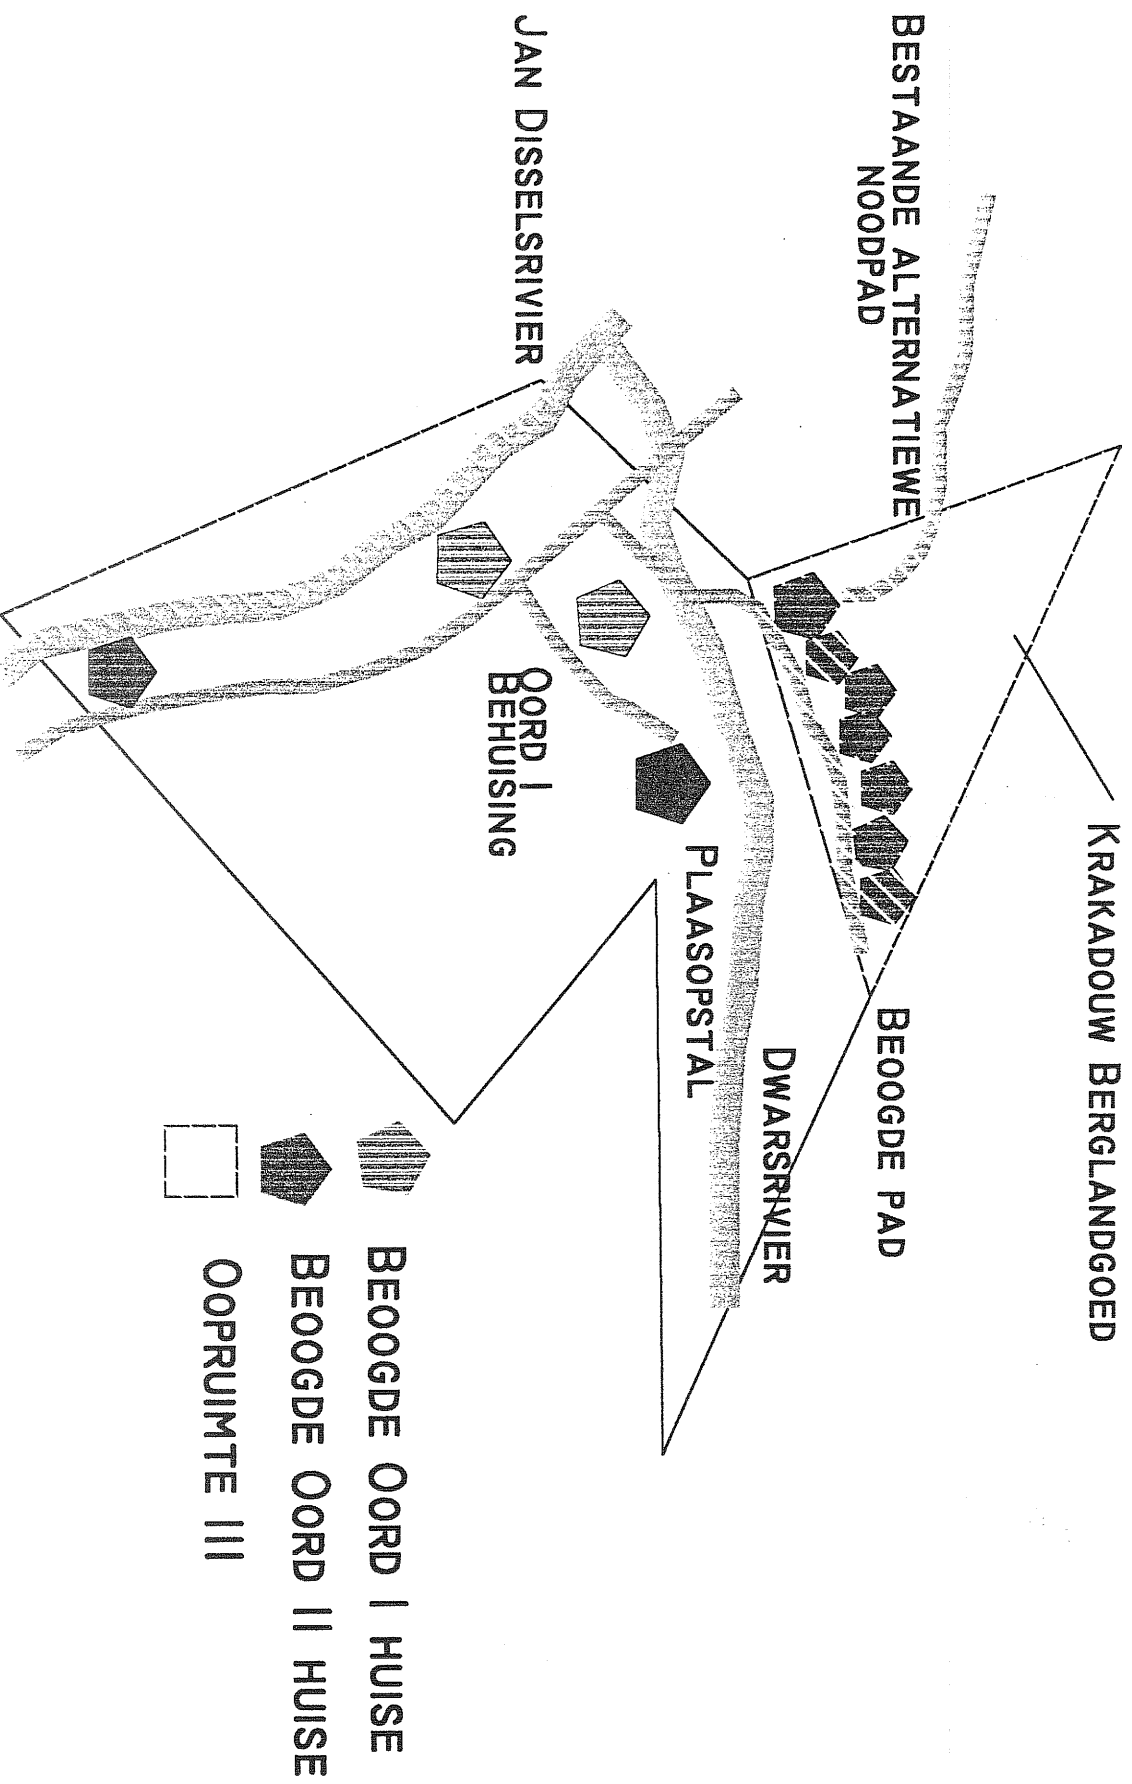 KRAKADOUW BERGLANDGOED
BESTAANDE ALTERNATIEWE
NOODPAD
BEOOGDE PAD
DWARSRIVIER
PLAASOPSTAL
JAN DISSELSRIVIER
OORD I
BEHUISING
BEOOGDE OORD I HUISE
BEOOGDE OORD II HUISE
OOPRUIMTE III